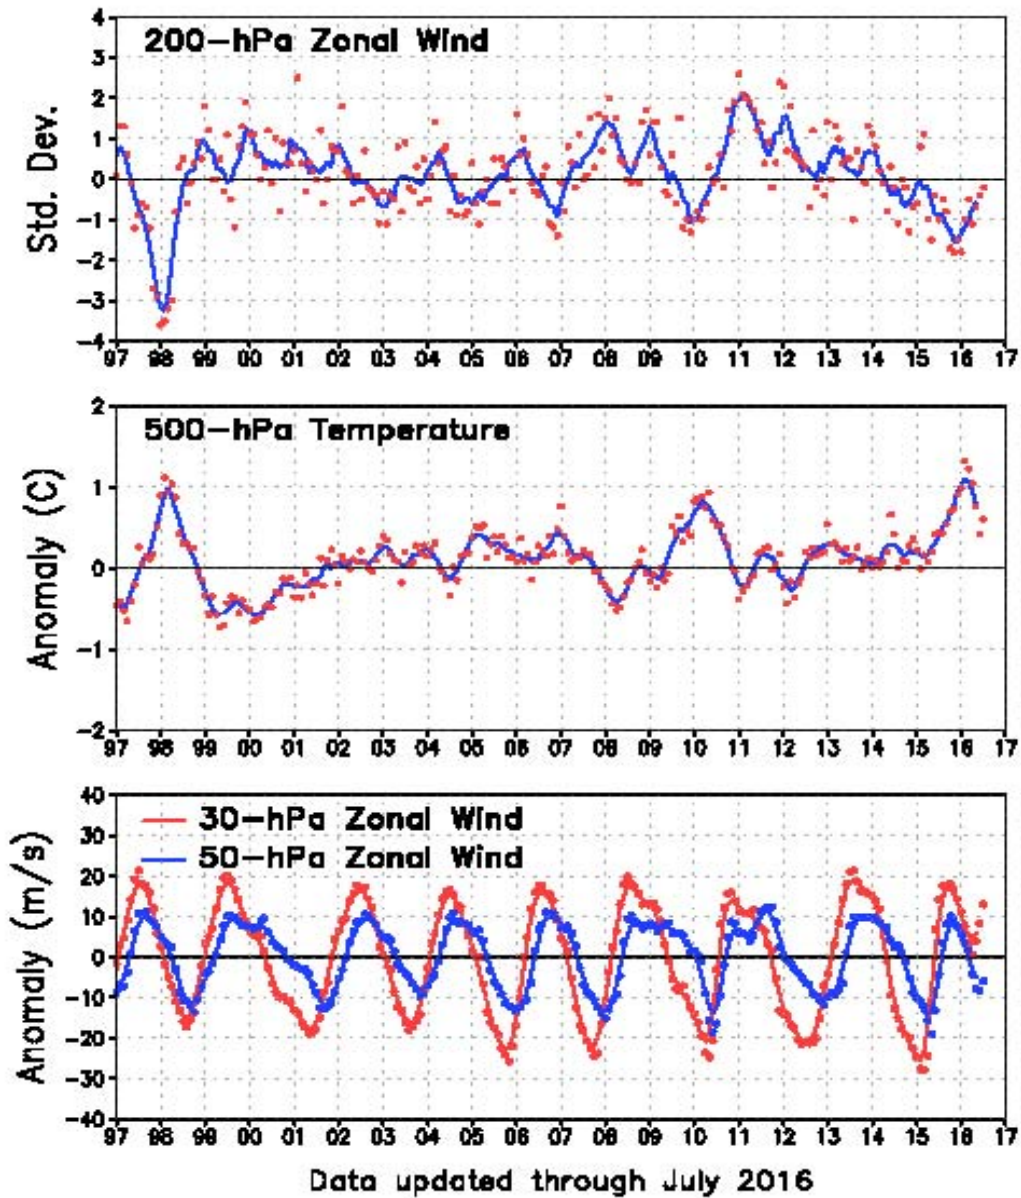 200-hPa Zonal Wind
Std. Dev.
4
3
2
1
0
-1
-2
-3
-4
97 98 99 00 01 02 03 04 05 06 07 08 09 10 11 12 13 14 15 16 17
500-hPa Temperature
Anomaly (C)
2
1
0
-1
-2
97 98 99 00 01 02 03 04 05 06 07 08 09 10 11 12 13 14 15 16 17
30-hPa Zonal Wind
50-hPa Zonal Wind
Anomaly (m/s)
40
30
20
10
0
-10
-20
-30
-40
97 98 99 00 01 02 03 04 05 06 07 08 09 10 11 12 13 14 15 16 17
Data updated through July 2016